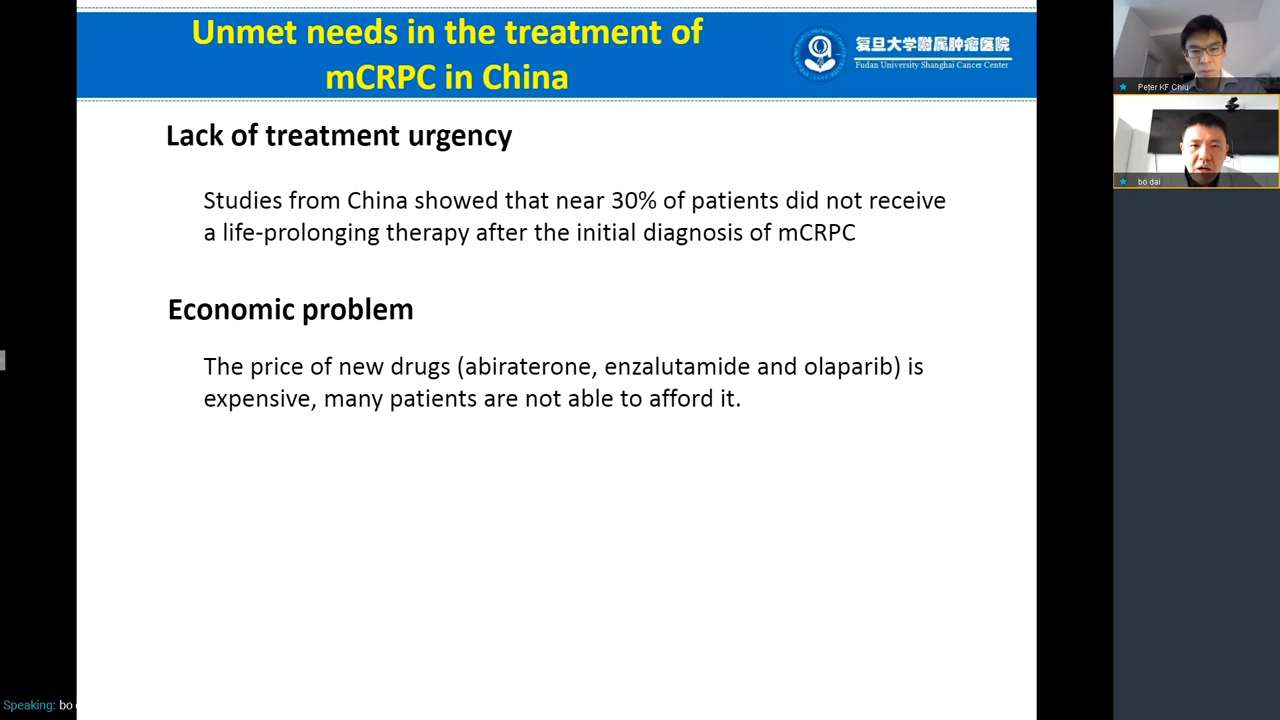 Unmet needs in the treatment of
mCRPC in China
复旦大学附属肿瘤医院
Fudan University Shanghai Cancer Center
Lack of treatment urgency
Studies from China showed that near 30% of patients did not receive
a life-prolonging therapy after the initial diagnosis of mCRPC
Economic problem
The price of new drugs (abiraterone, enzalutamide and olaparib) is
expensive, many patients are not able to afford it.
Peter KF Chiu
bo dai
Speaking: bo